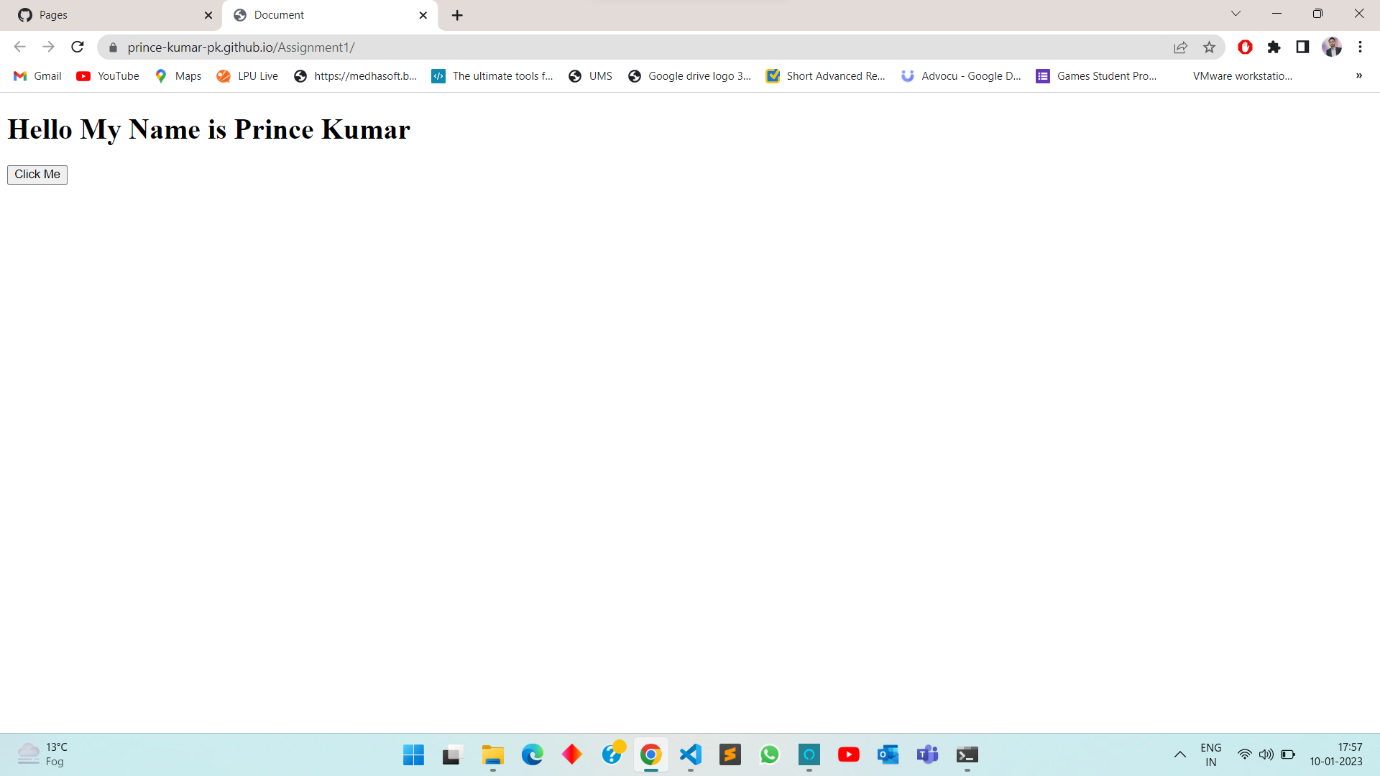 Pages
Document
prince-kumar-pk.github.io/Assignment1/
Gmail YouTube Maps LPU Live https://medhasoft.b... The ultimate tools f... UMS Google drive logo 3... Short Advanced Re... Advocu - Google D... Games Student Pro... VMware workstatio... »
Hello My Name is Prince Kumar
Click Me
13°C
Fog
ENG
IN
17:57
10-01-2023